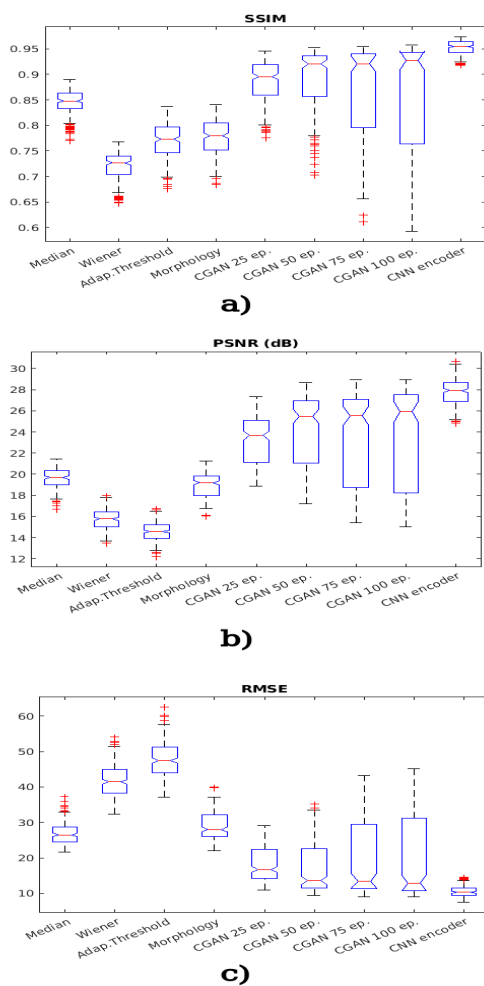 SSIM
0.95
0.9
0.85
0.8
0.75
0.7
0.65
0.6
Median
Wiener
Adap.Threshold
Morphology
CGAN 25 ep.
CGAN 50 ep.
CGAN 75 ep.
CGAN 100 ep.
CNN encoder
a)
PSNR (dB)
30
28
26
24
22
20
18
16
14
12
Median
Wiener
Adap.Threshold
Morphology
CGAN 25 ep.
CGAN 50 ep.
CGAN 75 ep.
CGAN 100 ep.
CNN encoder
b)
RMSE
60
50
40
30
20
10
Median
Wiener
Adap.Threshold
Morphology
CGAN 25 ep.
CGAN 50 ep.
CGAN 75 ep.
CGAN 100 ep.
CNN encoder
c)